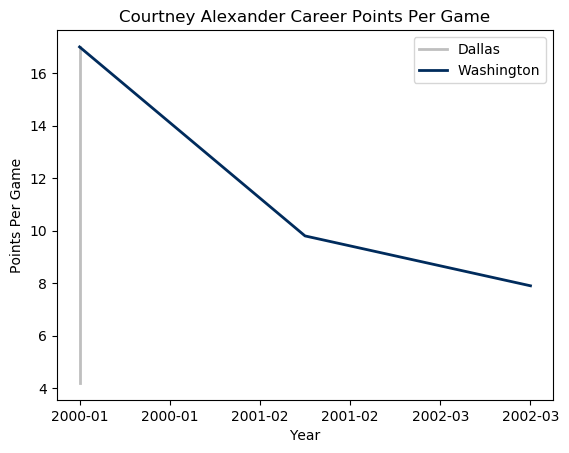 Courtney Alexander Career Points Per Game
Dallas
Washington
Points Per Game
16
14
12
10
8
6
4
2000-01
2000-01
2001-02
2001-02
2002-03
2002-03
Year